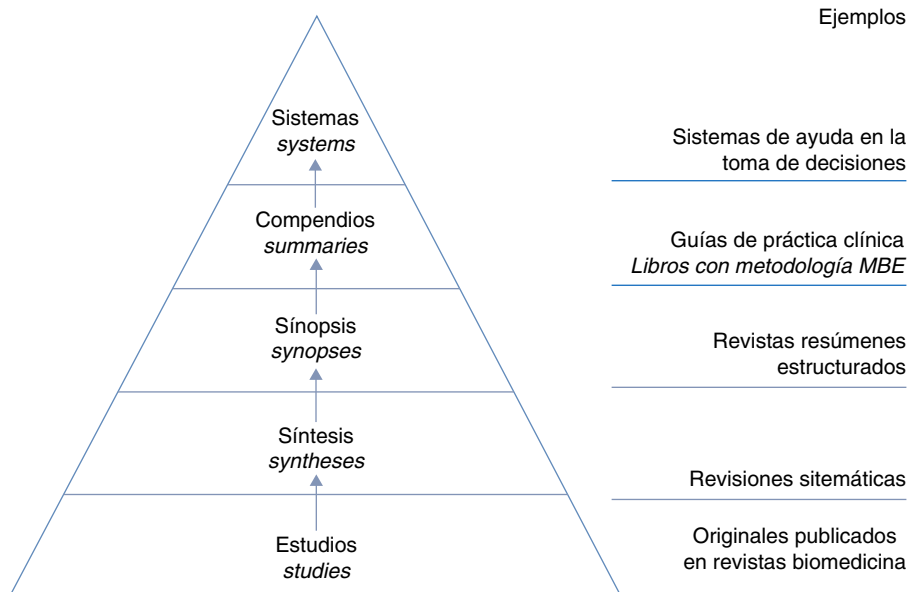 Ejemplos
Sistemas
systems
Sistemas de ayuda en la
toma de decisiones
Compendios
summaries
Guías de práctica clínica
Libros con metodología MBE
Sínopsis
synopses
Revistas resúmenes
estructurados
Síntesis
syntheses
Revisiones sitemáticas
Estudios
studies
Originales publicados
en revistas biomedicina